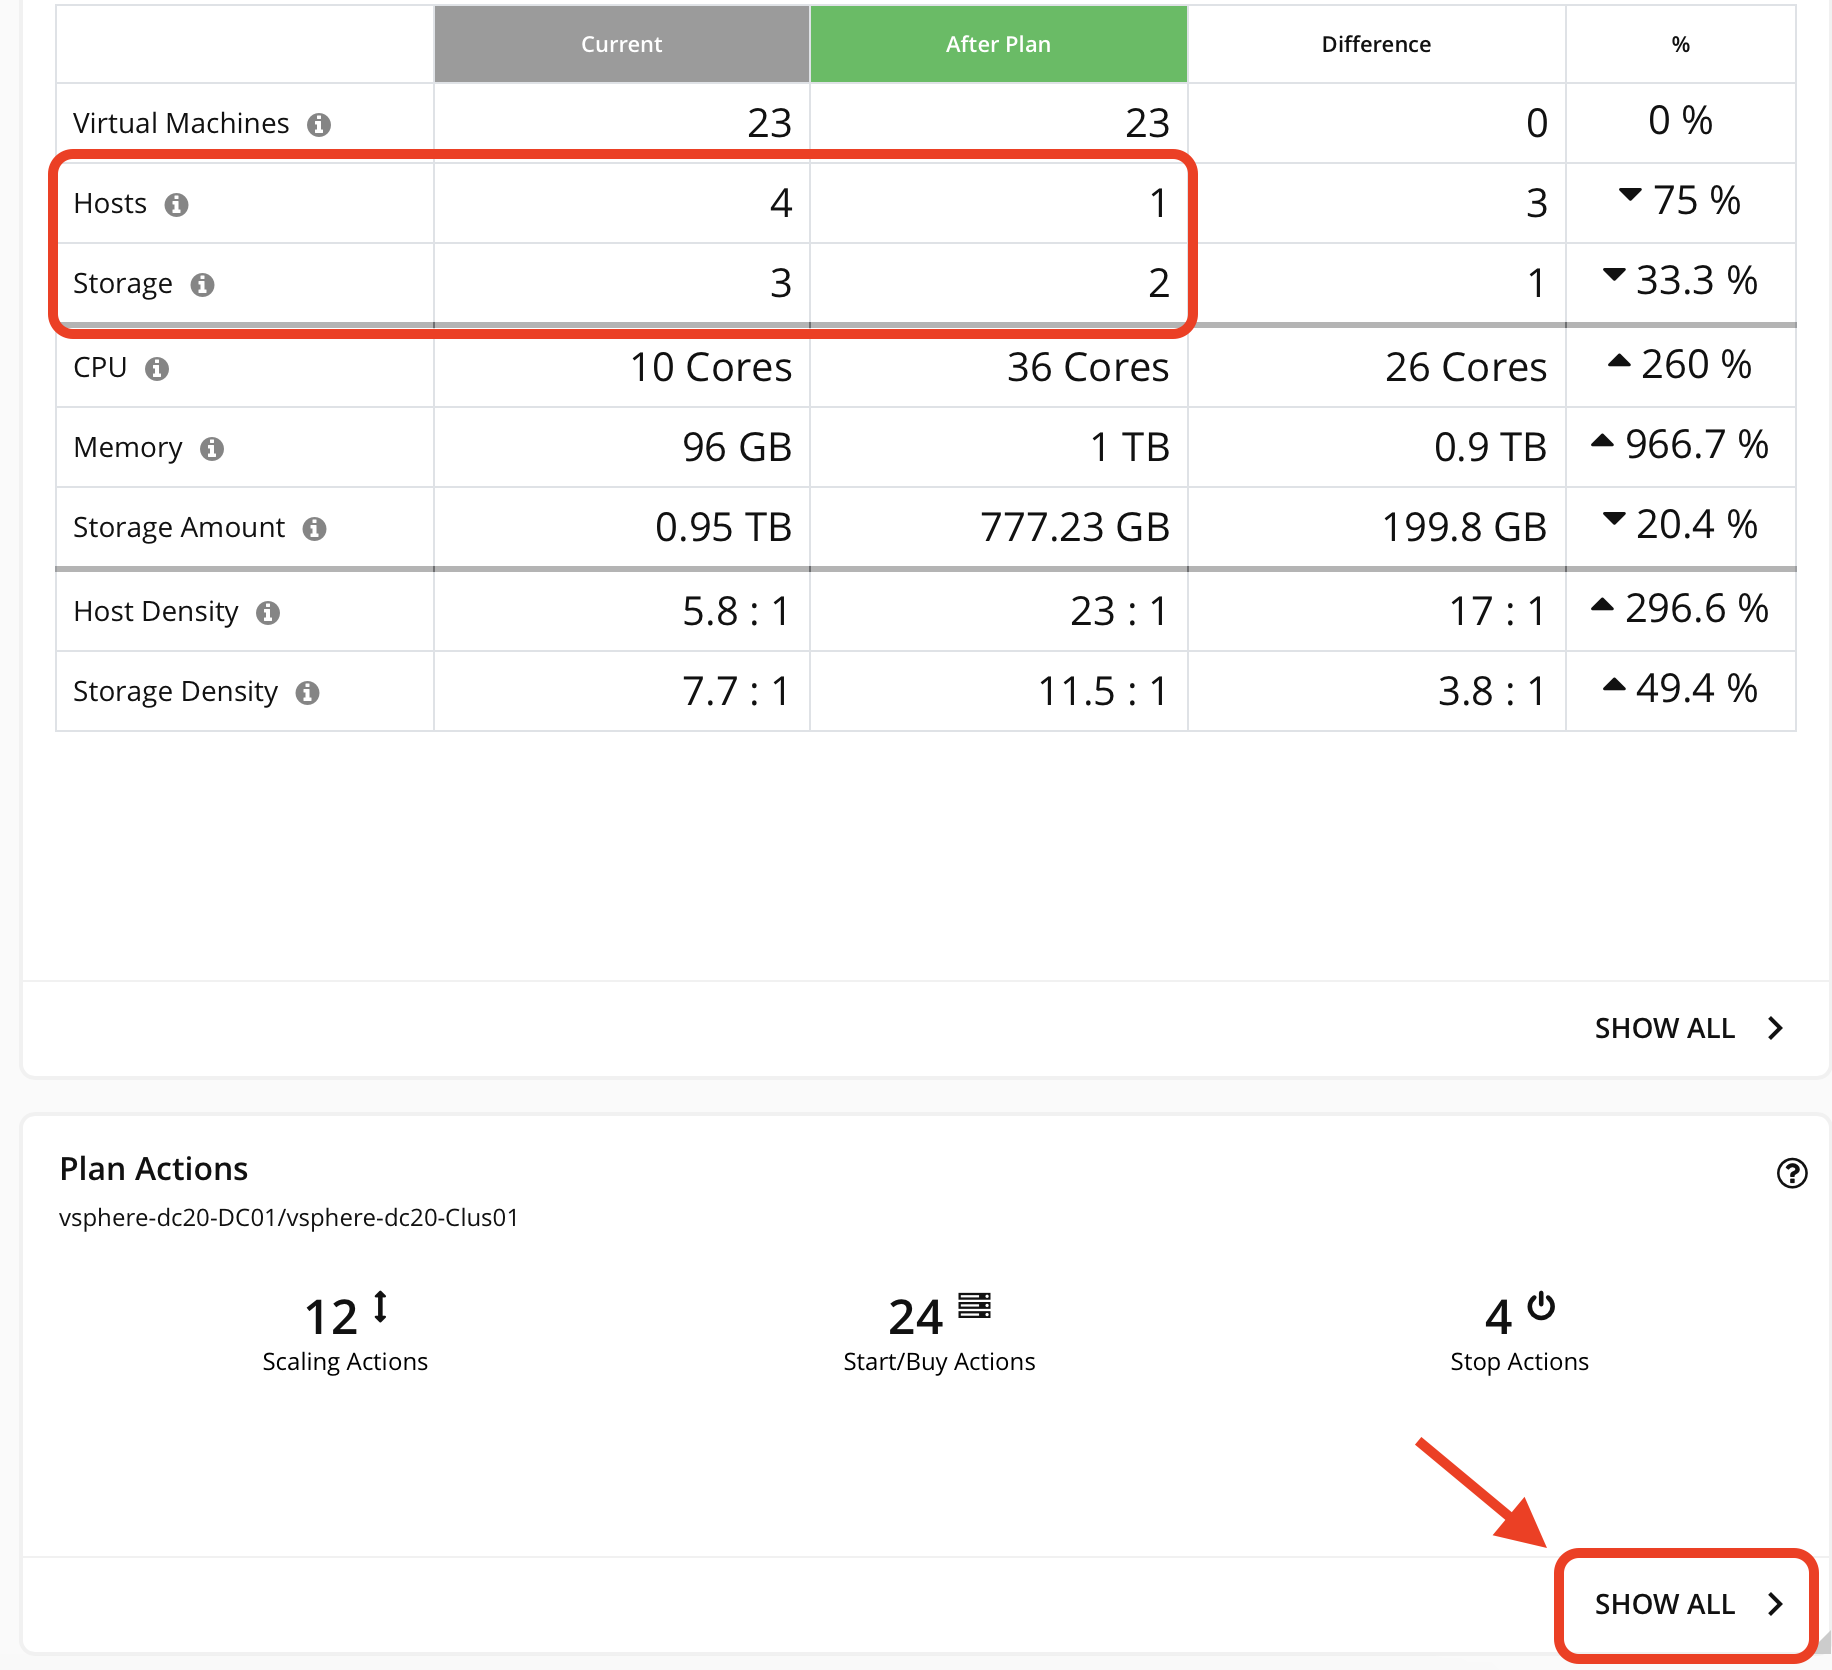 Current After Plan Difference %
Virtual Machines 23 23 0 0 %
Hosts 4 1 3 75 %
Storage 3 2 1 33.3 %
CPU 10 Cores 36 Cores 26 Cores 260 %
Memory 96 GB 1 TB 0.9 TB 966.7 %
Storage Amount 0.95 TB 777.23 GB 199.8 GB 20.4 %
Host Density 5.8 : 1 23 : 1 17 : 1 296.6 %
Storage Density 7.7 : 1 11.5 : 1 3.8 : 1 49.4 %
SHOW ALL
Plan Actions
vsphere-dc20-DC01/vsphere-dc20-Clus01
12 24 4
Scaling Actions Start/Buy Actions Stop Actions
SHOW ALL